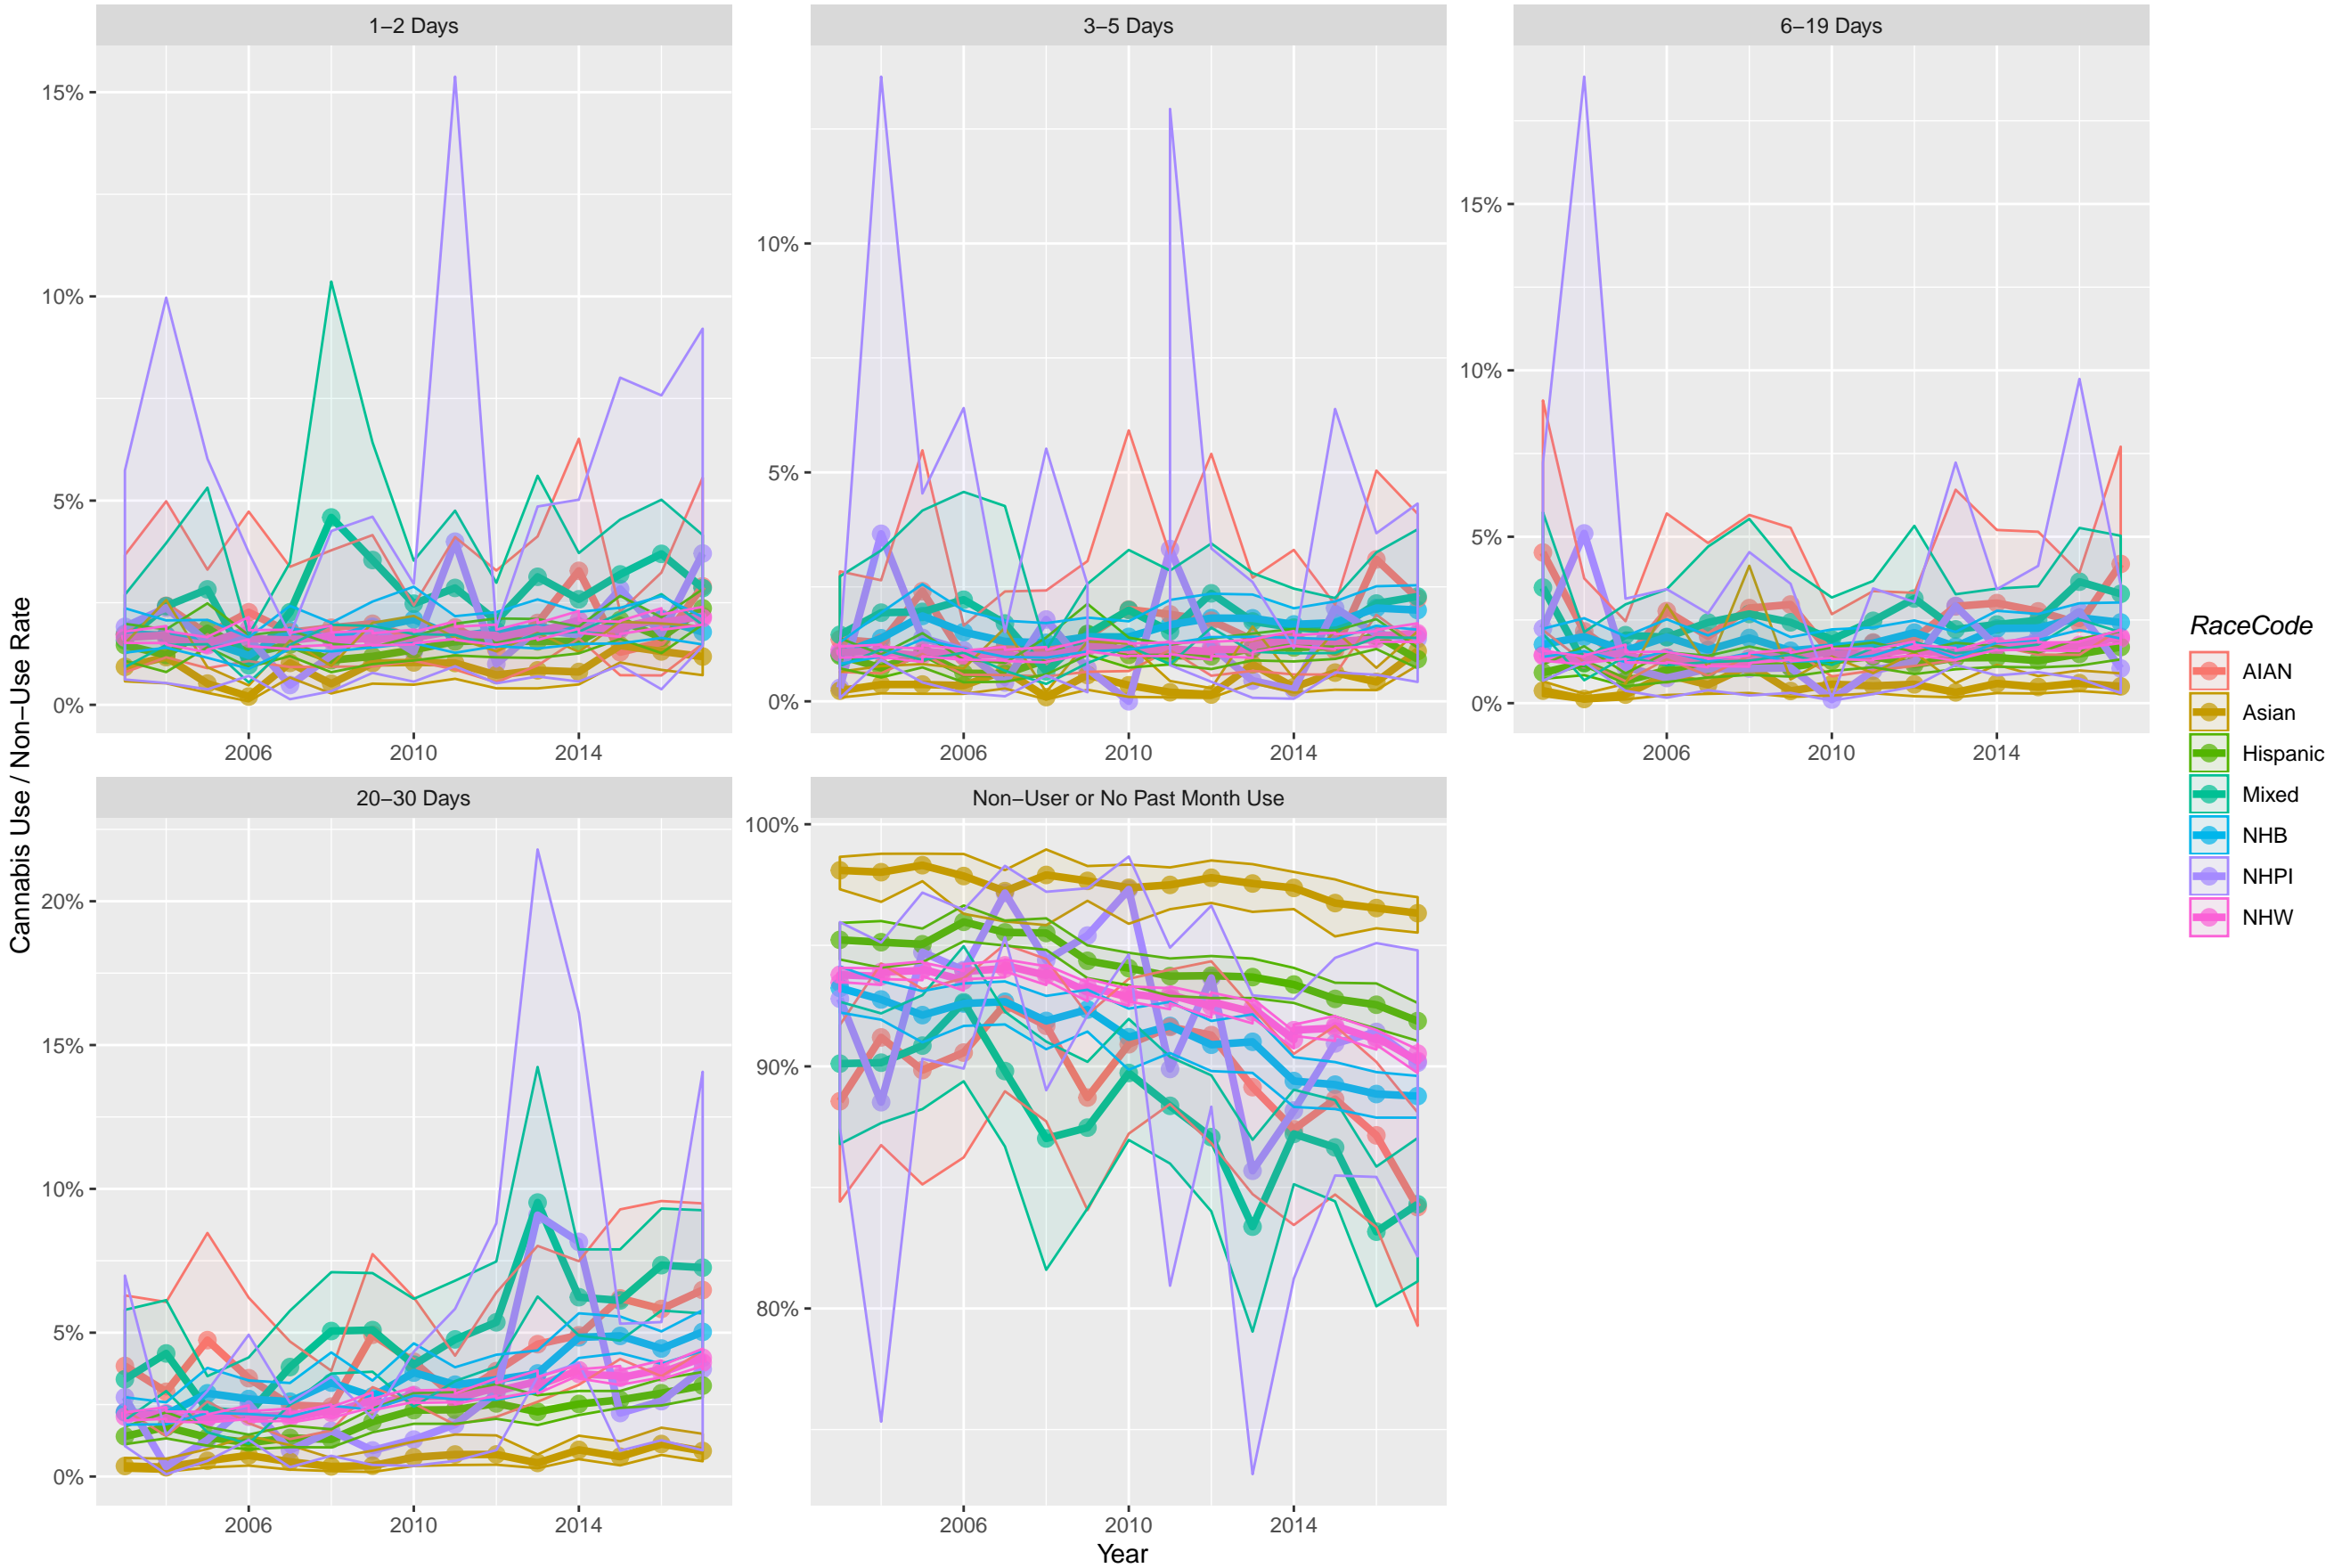 1–2 Days
3–5 Days
6–19 Days
15%
10%
5%
0%
10%
5%
0%
15%
10%
5%
0%
2006 2010 2014
2006 2010 2014
2006 2010 2014
20–30 Days
Non–User or No Past Month Use
20%
15%
10%
5%
0%
100%
90%
80%
2006 2010 2014
2006 2010 2014
Cannabis Use / Non–Use Rate
Year
RaceCode
AIAN
Asian
Hispanic
Mixed
NHB
NHPI
NHW